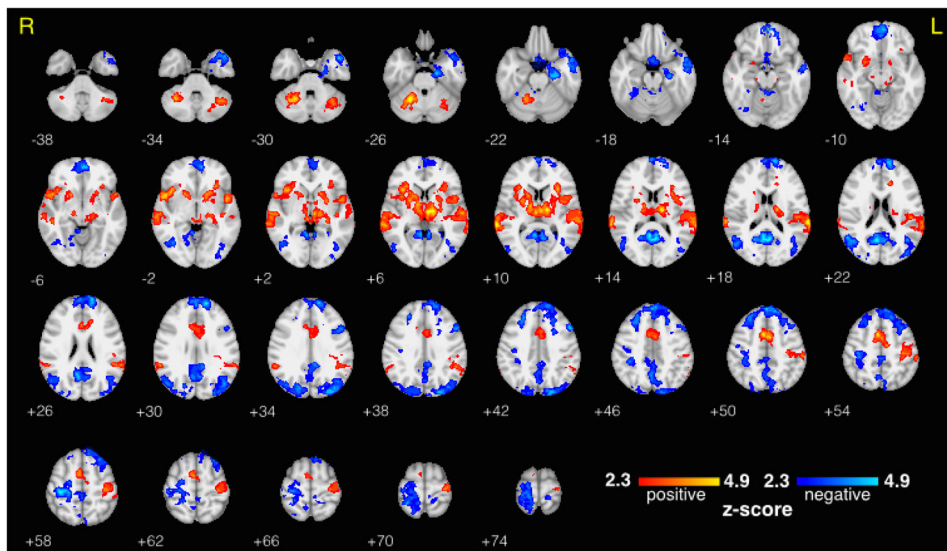 R L
-38 -34 -30 -26 -22 -18 -14 -10
-6 -2 +2 +6 +10 +14 +18 +22
+26 +30 +34 +38 +42 +46 +50 +54
2.3 4.9 2.3 4.9
positive negative
z-score
+58 +62 +66 +70 +74